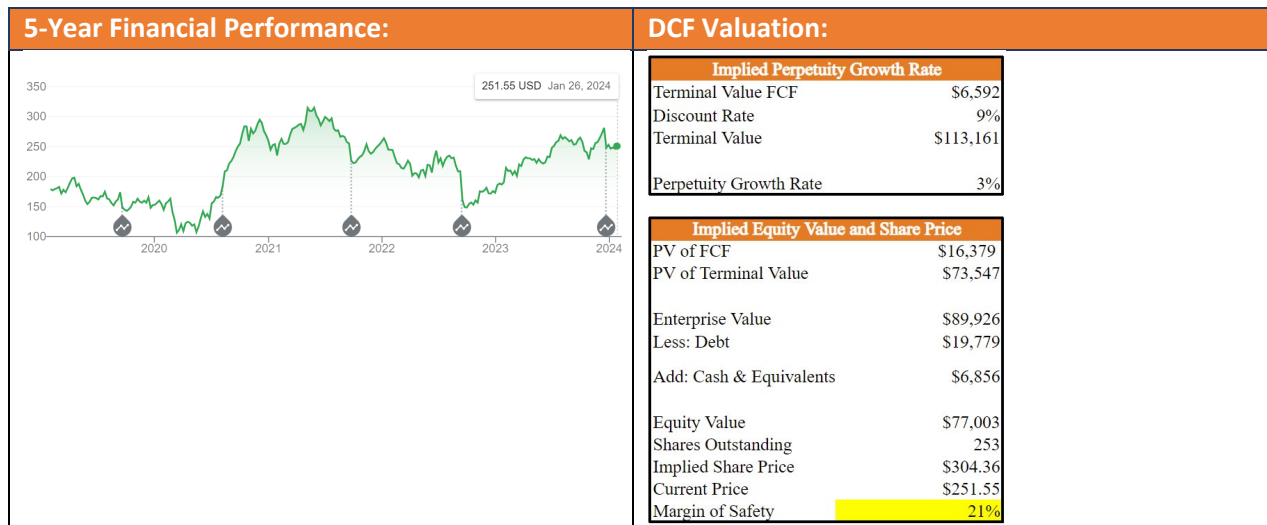 5-Year Financial Performance:
DCF Valuation:
251.55 USD Jan 26, 2024
350
300
250
200
150
100
2020 2021 2022 2023 2024
Implied Perpetuity Growth Rate
Terminal Value FCF $6,592
Discount Rate 9%
Terminal Value $113,161
Perpetuity Growth Rate 3%
Implied Equity Value and Share Price
PV of FCF $16,379
PV of Terminal Value $73,547
Enterprise Value $89,926
Less: Debt $19,779
Add: Cash & Equivalents $6,856
Equity Value $77,003
Shares Outstanding 253
Implied Share Price $304.36
Current Price $251.55
Margin of Safety 21%